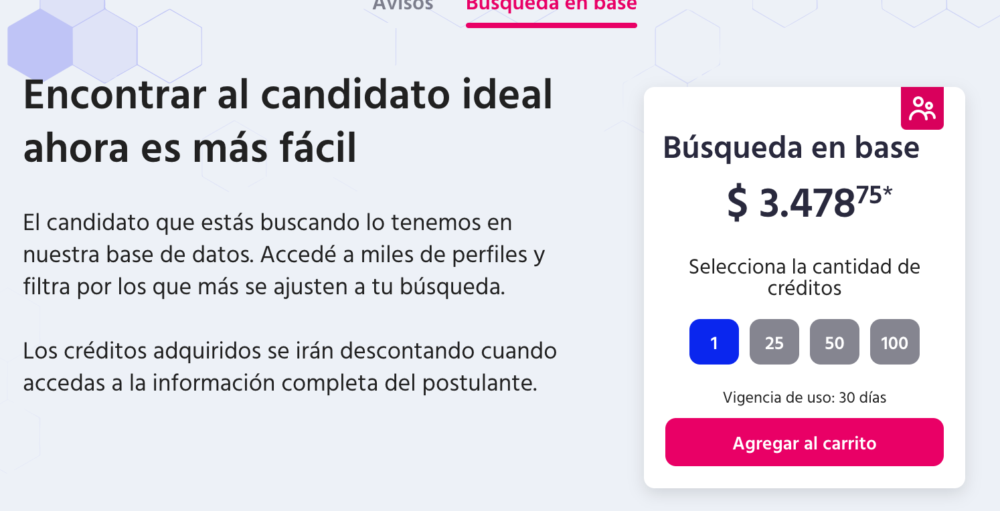 Avisos
Búsqueda en base
Encontrar al candidato ideal
ahora es más fácil
El candidato que estás buscando lo tenemos en
nuestra base de datos. Accedé a miles de perfiles y
filtra por los que más se ajusten a tu búsqueda.
Los créditos adquiridos se irán descontando cuando
accedas a la información completa del postulante.
Búsqueda en base
$ 3.47875*
Selecciona la cantidad de
créditos
1 25 50 100
Vigencia de uso: 30 días
Agregar al carrito